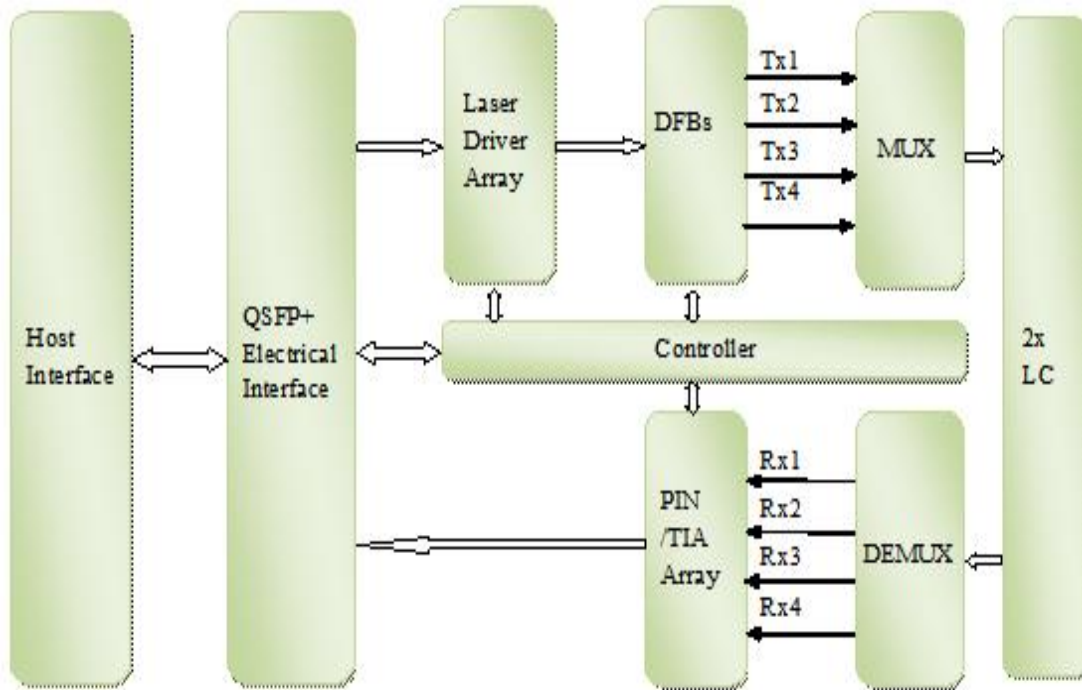 Host
Interface
QSFP+
Electrical
Interface
Laser
Driver
Array
DFBs
Tx1
Tx2
Tx3
Tx4
MUX
Controller
2x
LC
PIN
/TIA
Array
Rx1
Rx2
Rx3
Rx4
DEMUX